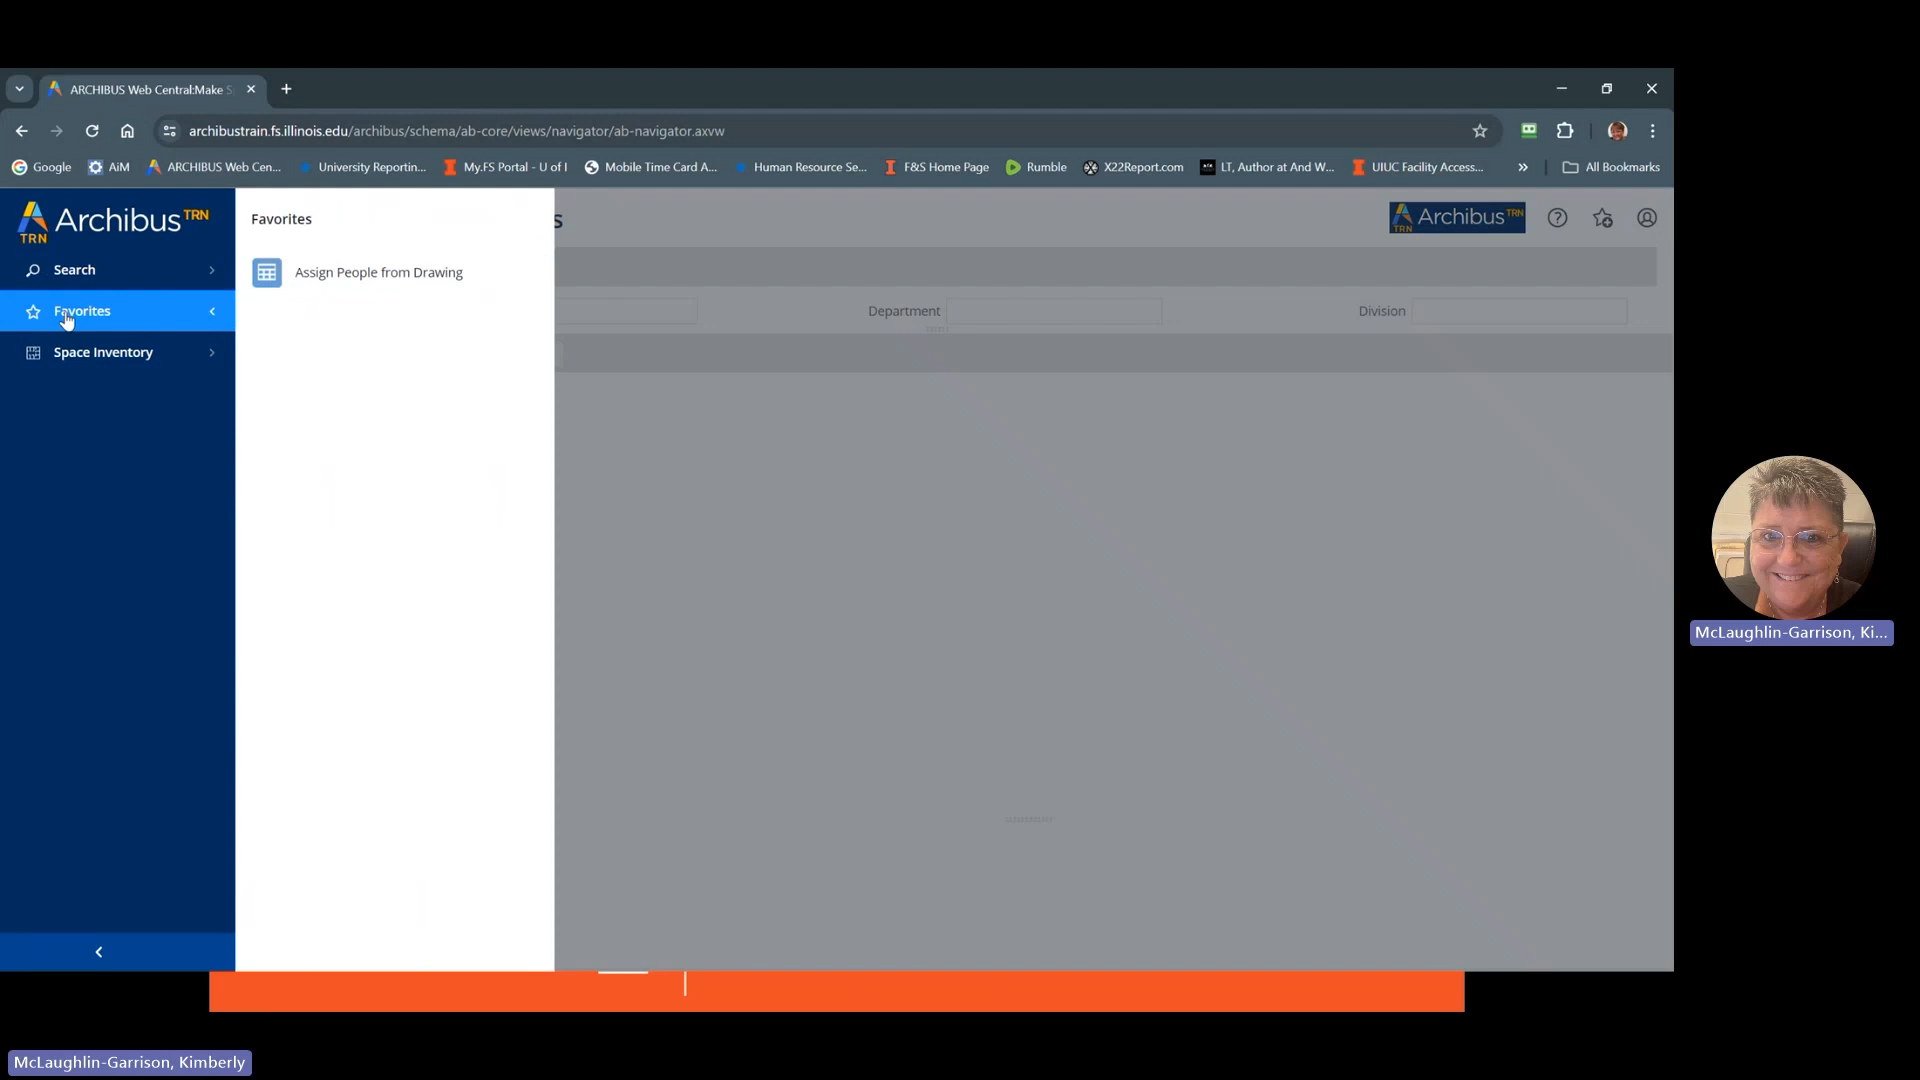 ARCHIBUS Web Central:Make S
archibustrain.fs.illinois.edu/archibus/schema/ab-core/views/navigator/ab-navigator.axvw
Google AiM ARCHIBUS Web Cen... University Reportin... My.FS Portal - U of I Mobile Time Card A... Human Resource Se... F&S Home Page Rumble X22Report.com LT, Author at And W... UIUC Facility Access... » All Bookmarks
TRN Archibus TRN
Favorites
s
TRN Archibus TRN
Search
Assign People from Drawing
Favorites
Department
Division
Space Inventory
McLaughlin-Garrison, Ki...
McLaughlin-Garrison, Kimberly